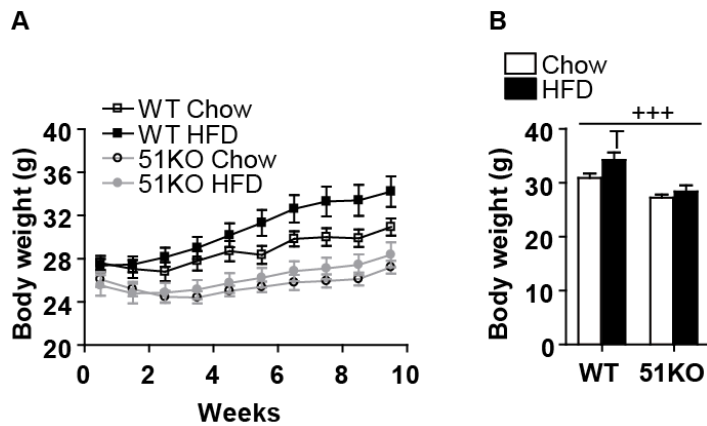 A
WT Chow
WT HFD
51KO Chow
51KO HFD
40
36
32
28
24
20
Body weight (g)
0
2
4
6
8
10
Weeks
B
Chow
HFD
+++
T
40
30
20
10
0
Body weight (g)
WT
51KO